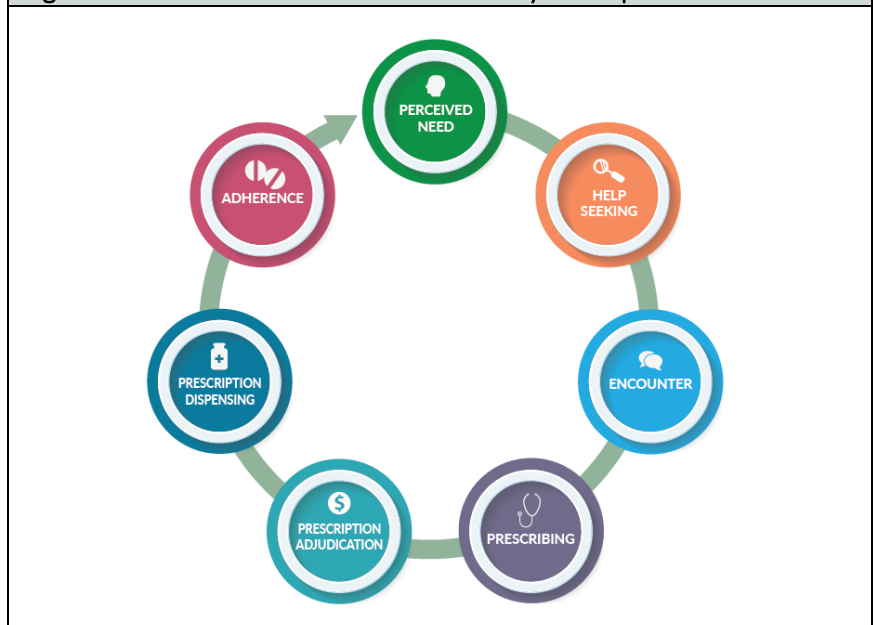 PERCEIVED
NEED
HELP
SEEKING
ENCOUNTER
PRESCRIBING
PRESCRIPTION
ADJUDICATION
PRESCRIPTION
DISPENSING
ADHERENCE